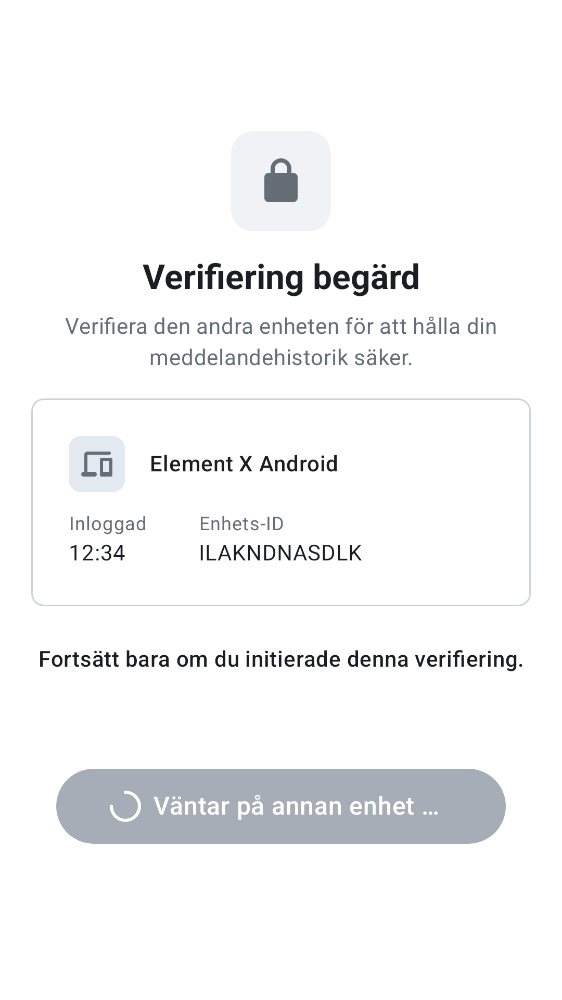 Verifiering begärd
Verifiera den andra enheten för att hålla din
meddelandehistorik säker.
Element X Android
Inloggad Enhets-ID
12:34 ILAKNDNASDLK
Fortsätt bara om du initierade denna verifiering.
Väntar på annan enhet …